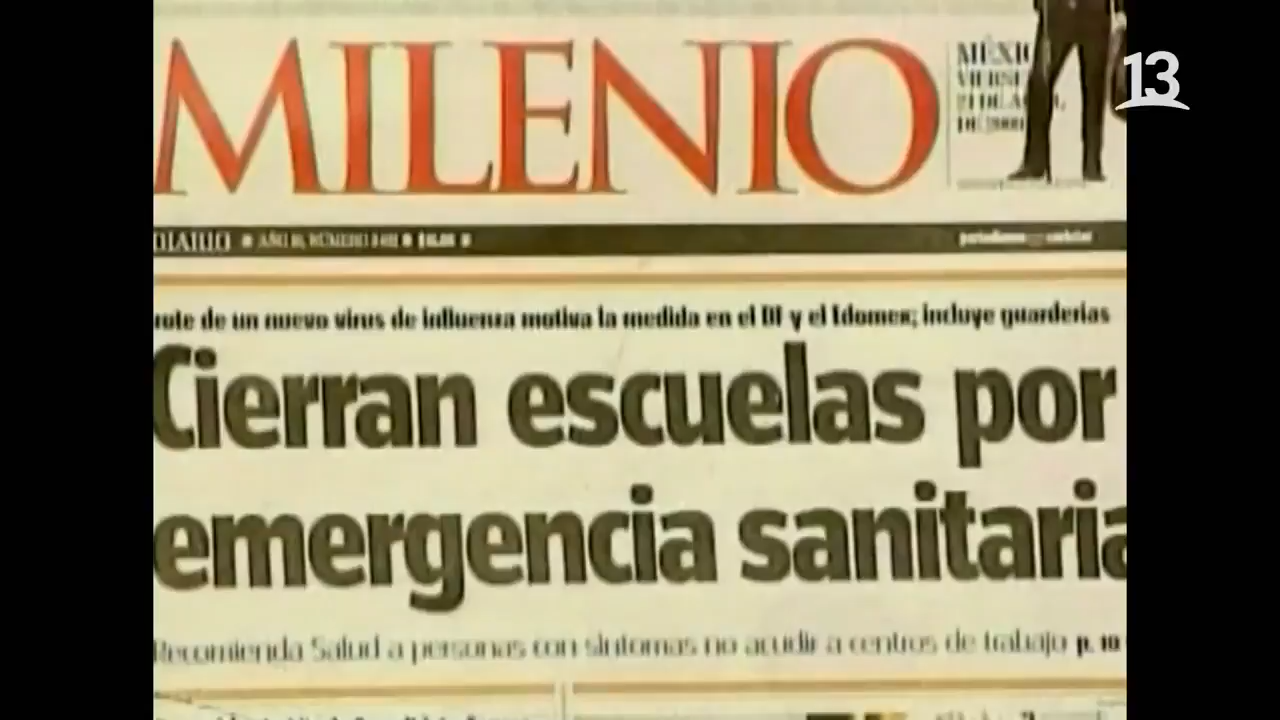 MILENIO
13
DIARIO
rote de un nuevo virus de influenza motiva la medida en el DF y el Edomex; incluye guarderías
Cierran escuelas por
emergencia sanitaria
Recomienda Salud a personas con síntomas no acudir a centros de trabajo p. 10